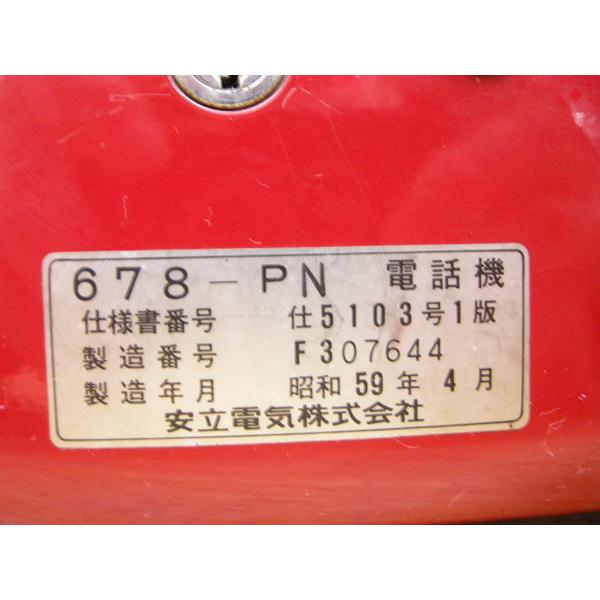 678-PN 電話機
仕様書番号 仕5103号1版
製造番号 F307644
製造年月 昭和59年4月
安立電気株式会社